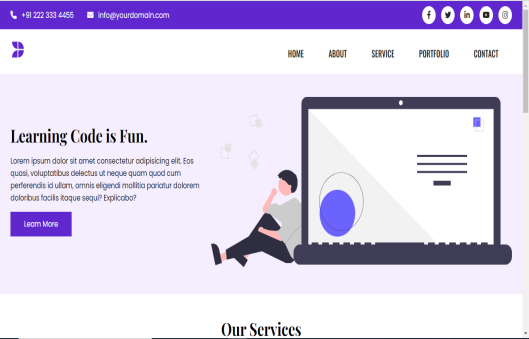 +91 222 333 4455
info@yourdomain.com
HOME
ABOUT
SERVICE
PORTFOLIO
CONTACT
Learning Code is Fun.
Lorem ipsum dolor sit amet consectetur adipisicing elit. Eos
quasi, voluptatibus delectus ut neque quam quod cum
perferendis id ullam, omnis eligendi mollitia pariatur dolorem
doloribus facilis itaque sequi? Explicabo?
Learn More
Our Services